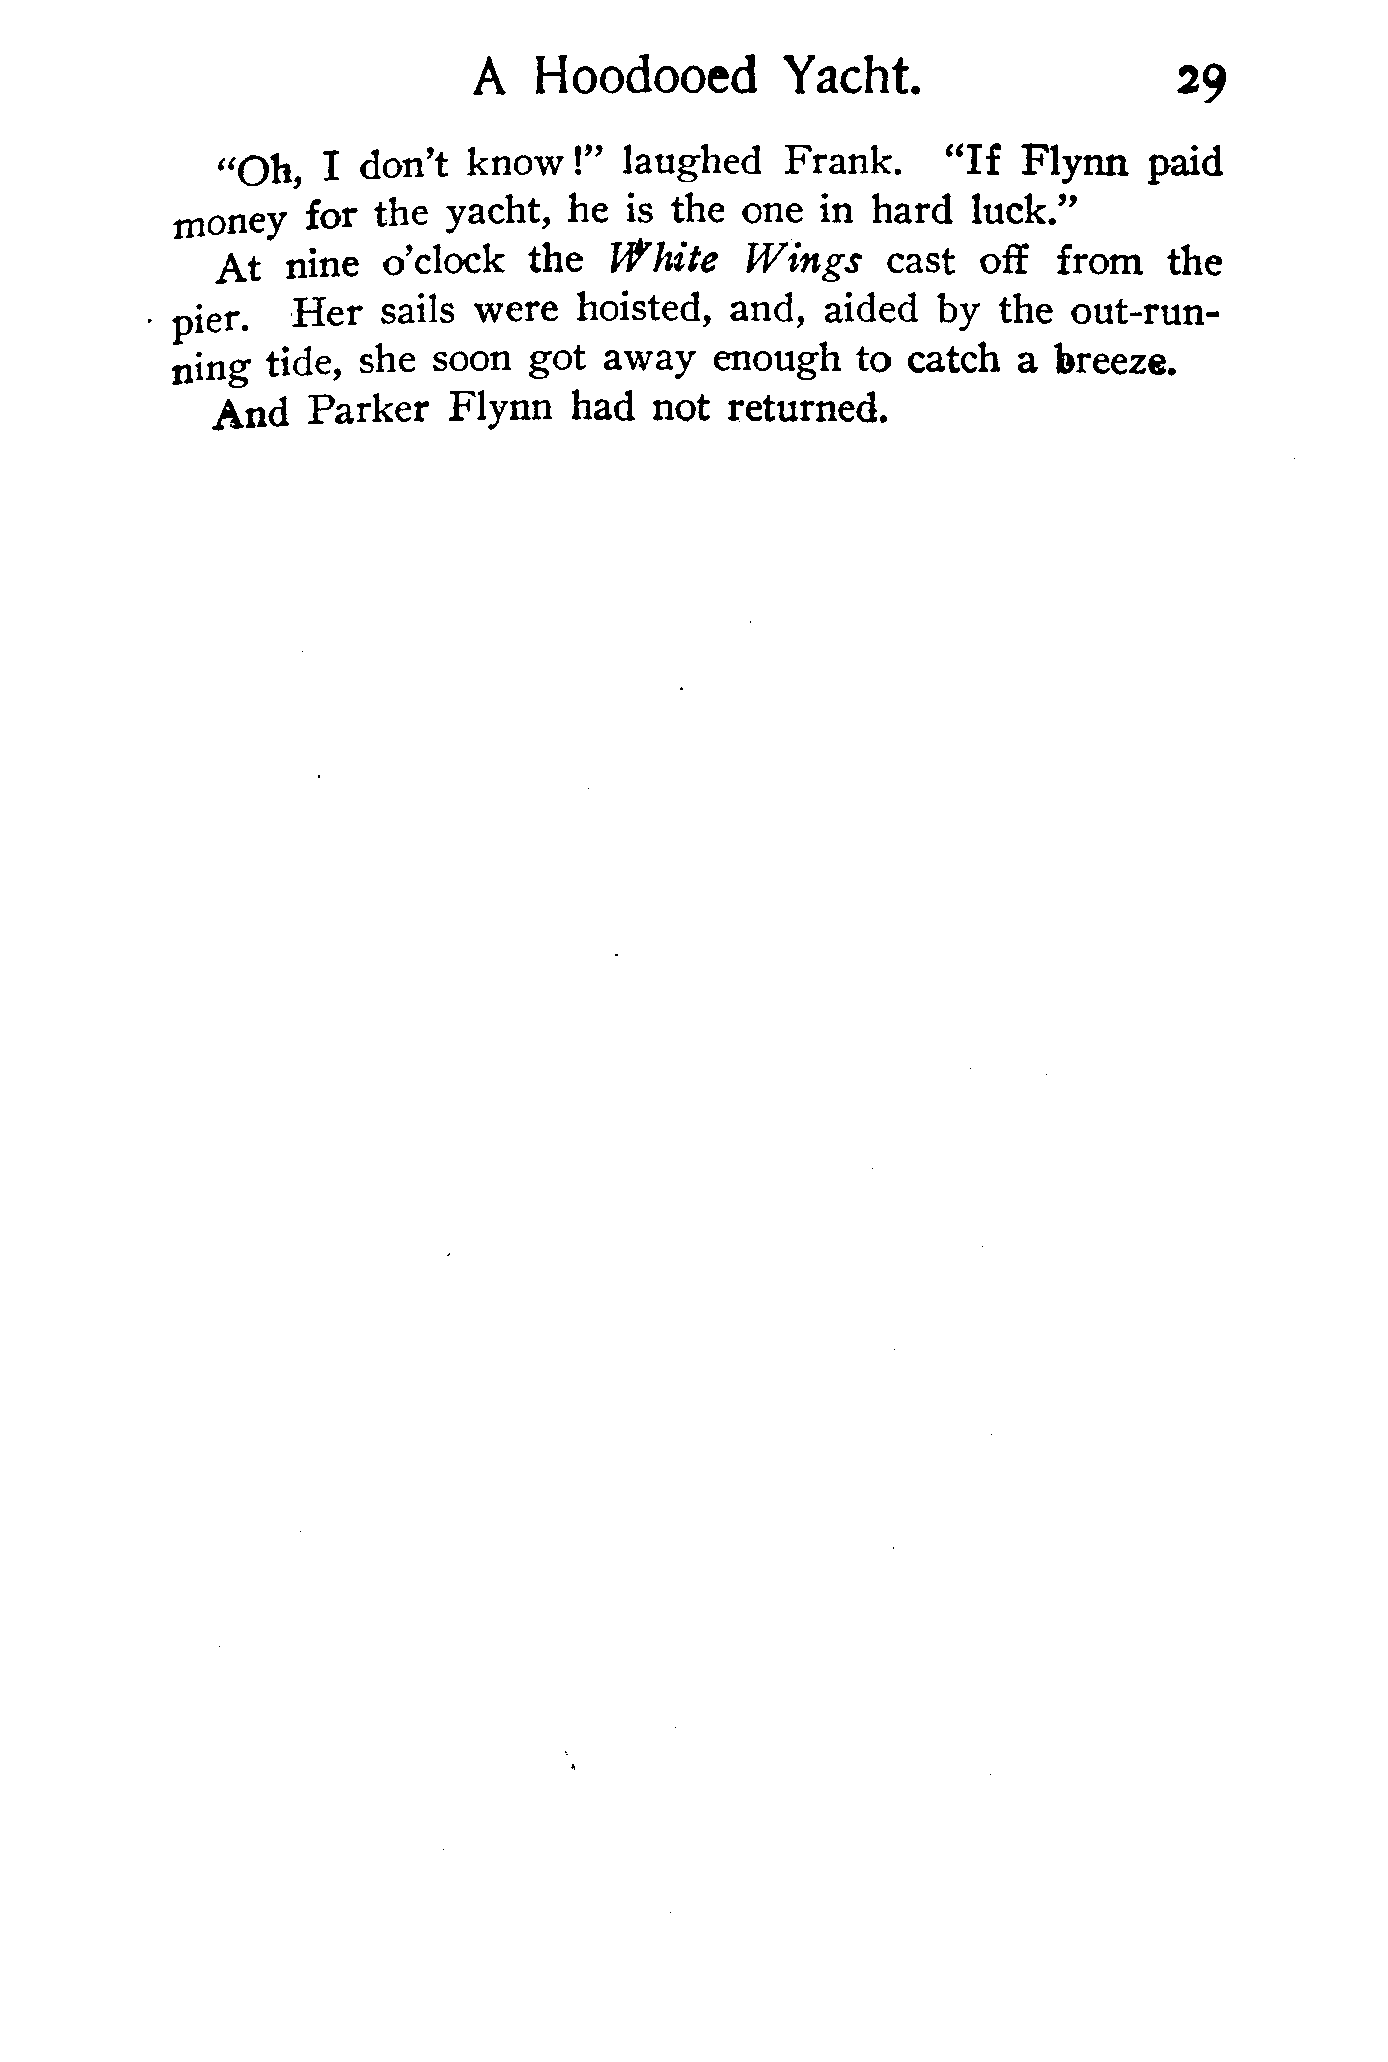 A Hoodooed Yacht. 29
"Oh, I don't know!" laughed Frank. "If Flynn paid
money for the yacht, he is the one in hard luck."
At nine o'clock the White Wings cast off from the
pier. Her sails were hoisted, and, aided by the out-run-
ning tide, she soon got away enough to catch a breeze.
And Parker Flynn had not returned.